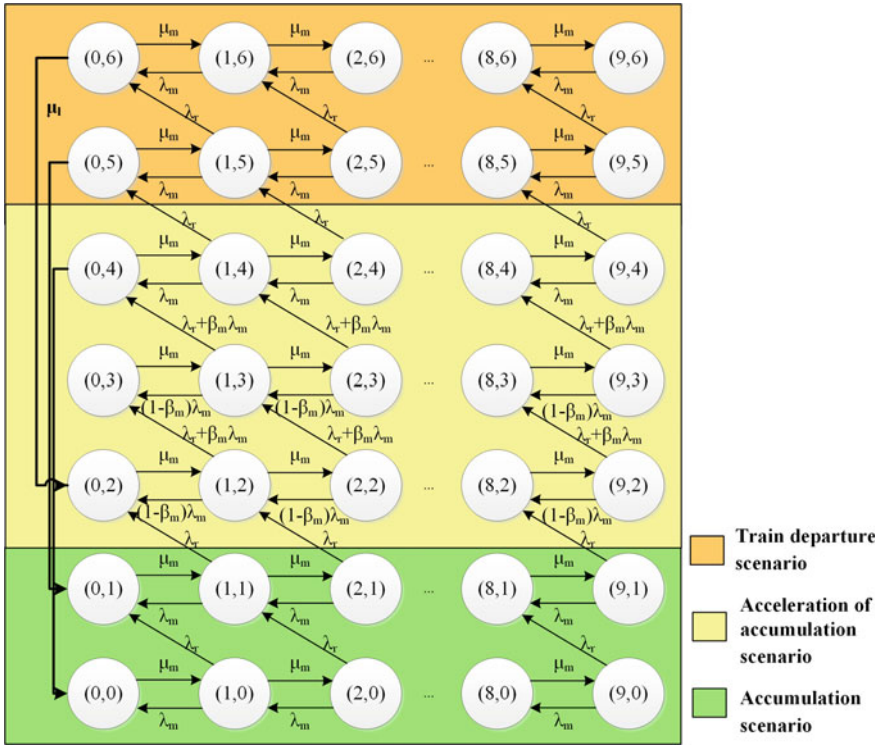 μm μm μm
(0,6) (1,6) (2,6) ... (8,6) (9,6)
λm λm λm
μl
λr λr λr
μm μm μm
(0,5) (1,5) (2,5) ... (8,5) (9,5)
λm λm λm
λr λr λr
μm μm μm
(0,4) (1,4) (2,4) ... (8,4) (9,4)
λm λm λm
λr+βmλm λr+βmλm λr+βmλm
μm μm μm
(0,3) (1,3) (2,3) ... (8,3) (9,3)
(1-βm)λm (1-βm)λm (1-βm)λm
λr+βmλm λr+βmλm λr+βmλm
μm μm μm
(0,2) (1,2) (2,2) ... (8,2) (9,2)
(1-βm)λm (1-βm)λm (1-βm)λm
λr λr λr
μm μm μm
(0,1) (1,1) (2,1) ... (8,1) (9,1)
λm λm λm
λr λr λr
μm μm μm
(0,0) (1,0) (2,0) ... (8,0) (9,0)
λm λm λm
Train departure
scenario
Acceleration of
accumulation
scenario
Accumulation
scenario